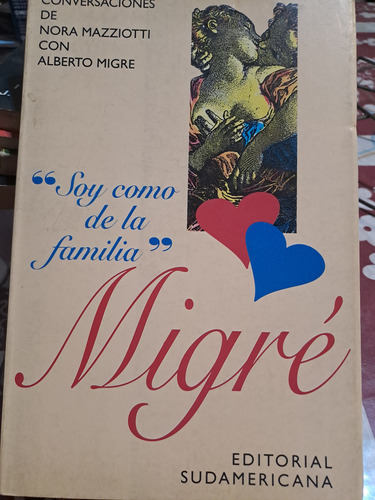 CONVERSACIONES
DE
NORA MAZZIOTTI
CON
ALBERTO MIGRE
“Soy como
de la
familia”
Migré
EDITORIAL
SUDAMERICANA